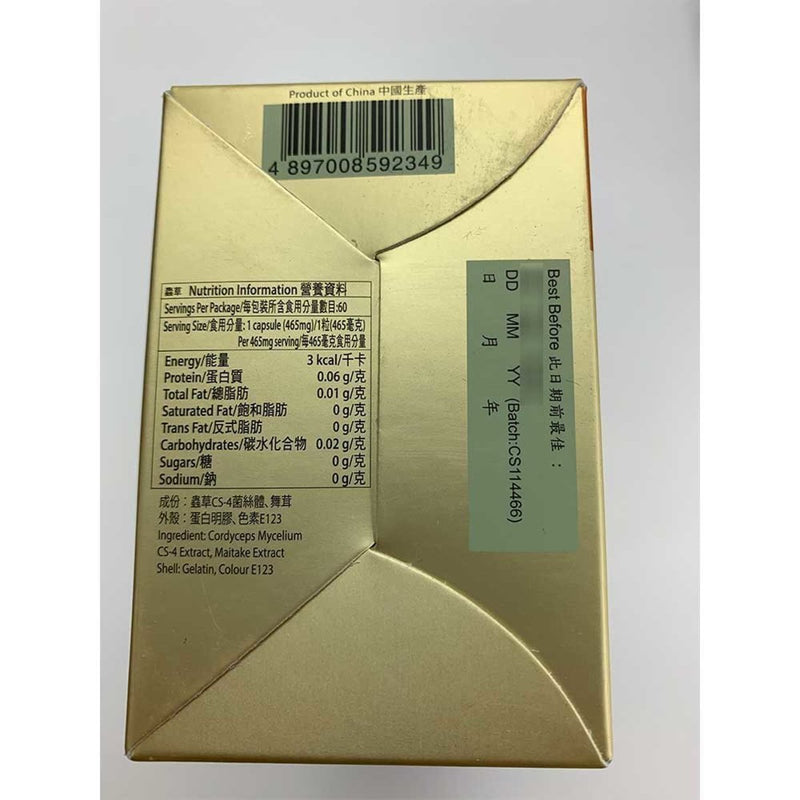 Product of China 中國生產
4 897008592349
蟲草 Nutrition Information 營養資料
Servings Per Package/每包裝所含食用分量數目:60
Serving Size/食用分量: 1 capsule (465mg)/1粒(465毫克)
Per 465mg serving/每465毫克食用分量
Energy/能量 3 kcal/千卡
Protein/蛋白質 0.06 g/克
Total Fat/總脂肪 0.01 g/克
Saturated Fat/飽和脂肪 0 g/克
Trans Fat/反式脂肪 0 g/克
Carbohydrates/碳水化合物 0.02 g/克
Sugars/糖 0 g/克
Sodium/鈉 0 g/克
成份：蟲草CS-4菌絲體、舞茸
外殼：蛋白明膠、色素E123
Ingredient: Cordyceps Mycelium
CS-4 Extract, Maitake Extract
Shell: Gelatin, Colour E123
Best Before 此日期前最佳：
DD MM YY (Batch:CS114466)
日 月 年